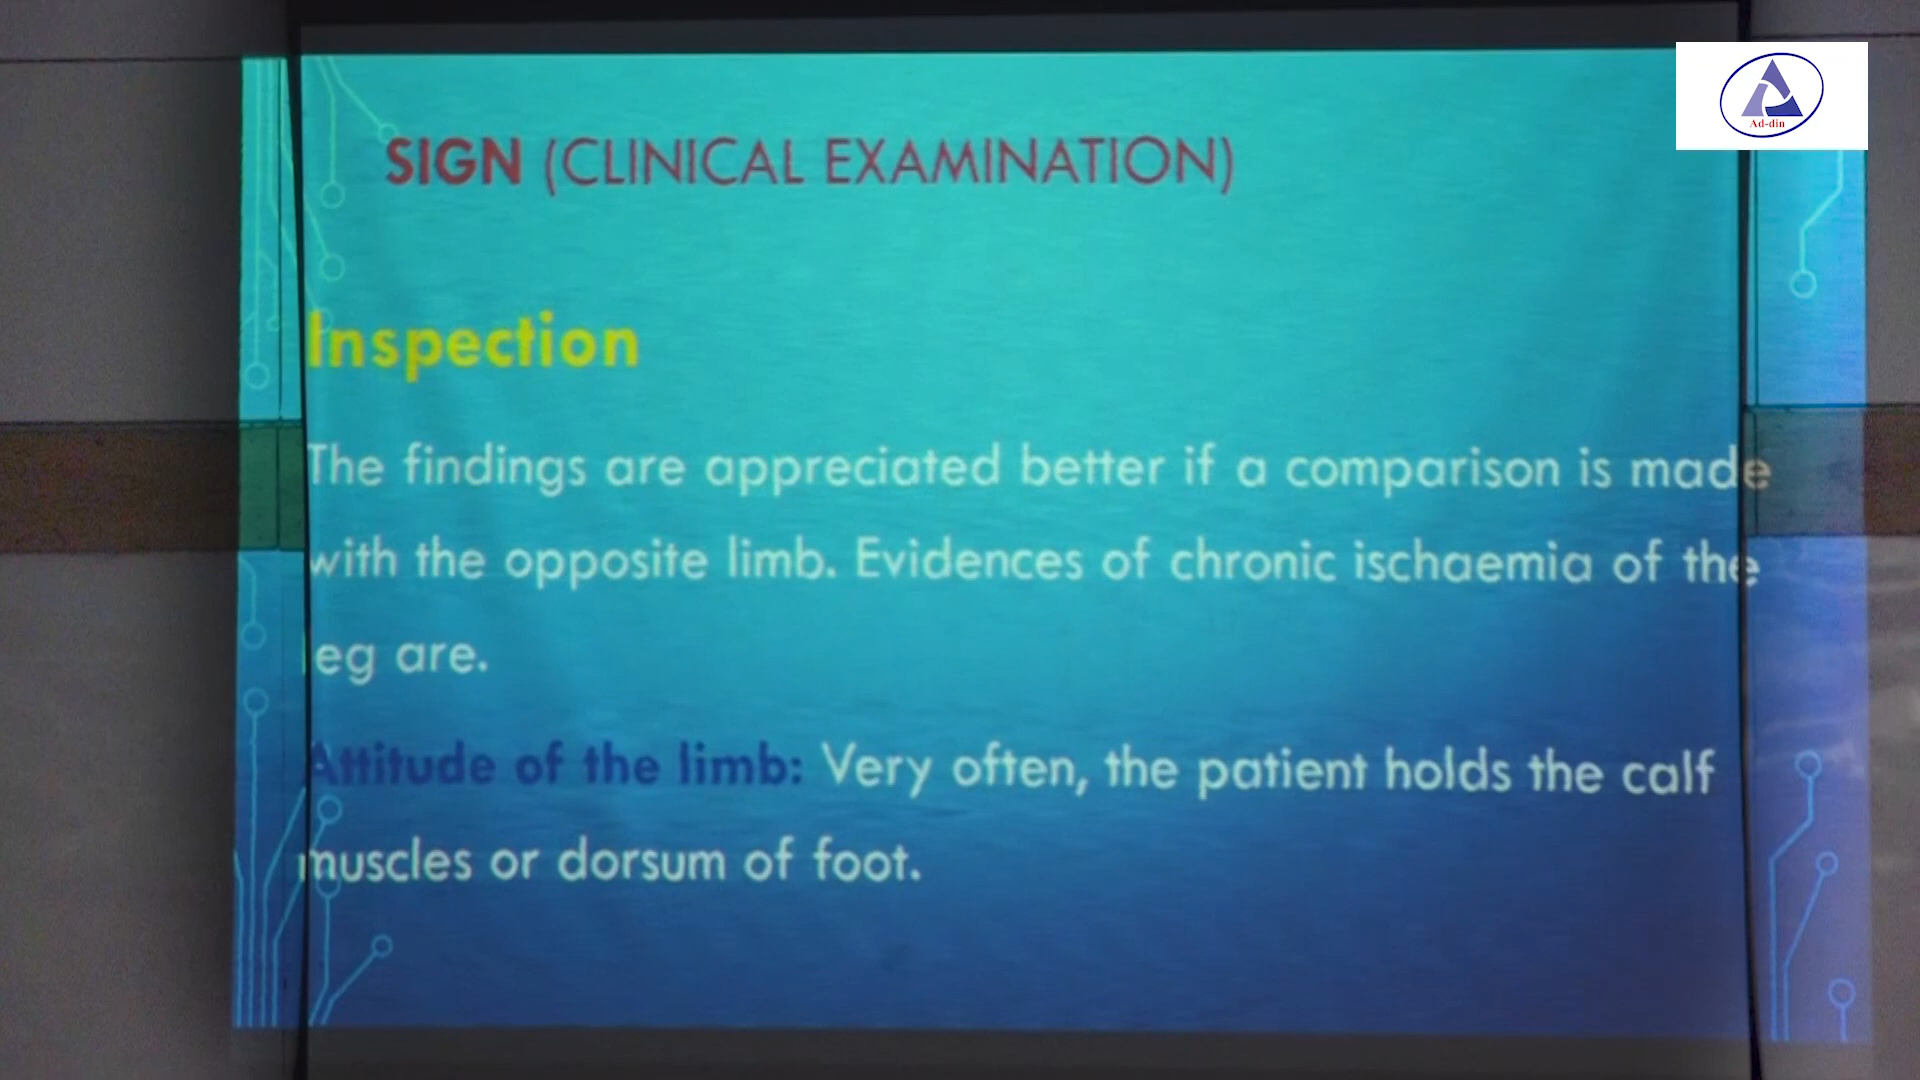 Ad-din
SIGN (CLINICAL EXAMINATION)
Inspection
The findings are appreciated better if a comparison is made
with the opposite limb. Evidences of chronic ischaemia of the
leg are.
Attitude of the limb: Very often, the patient holds the calf
muscles or dorsum of foot.